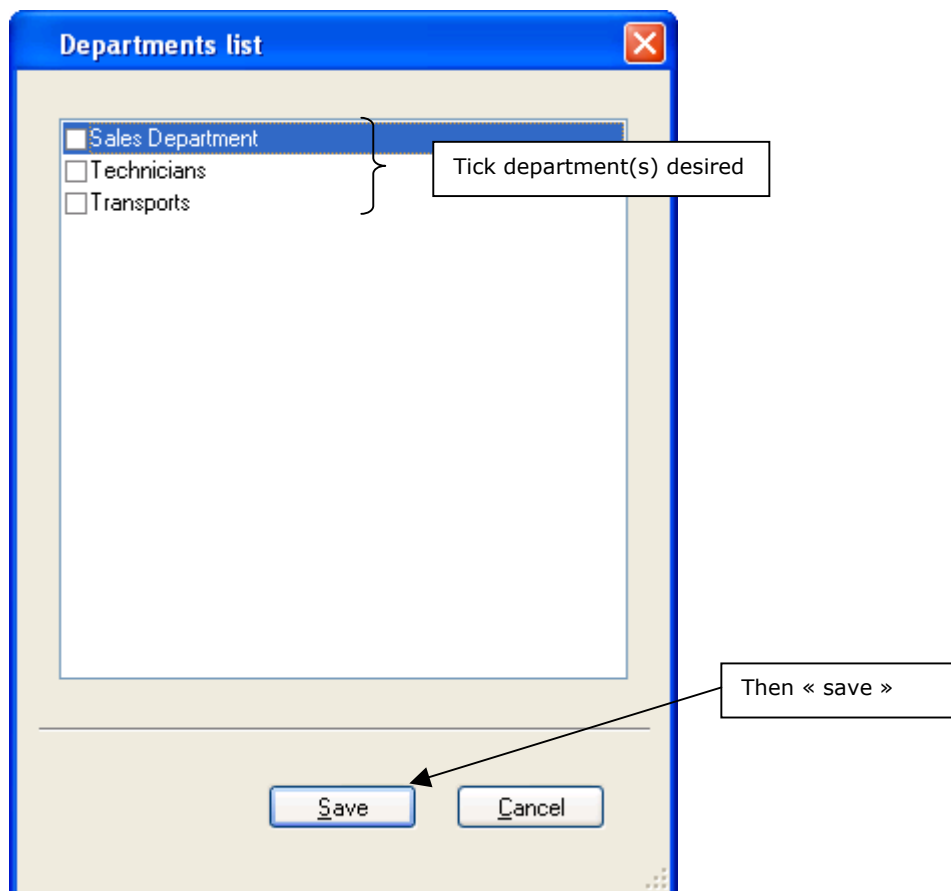 Departments list
Sales Department
Technicians
Transports
Tick department(s) desired
Then « save »
Save
Cancel